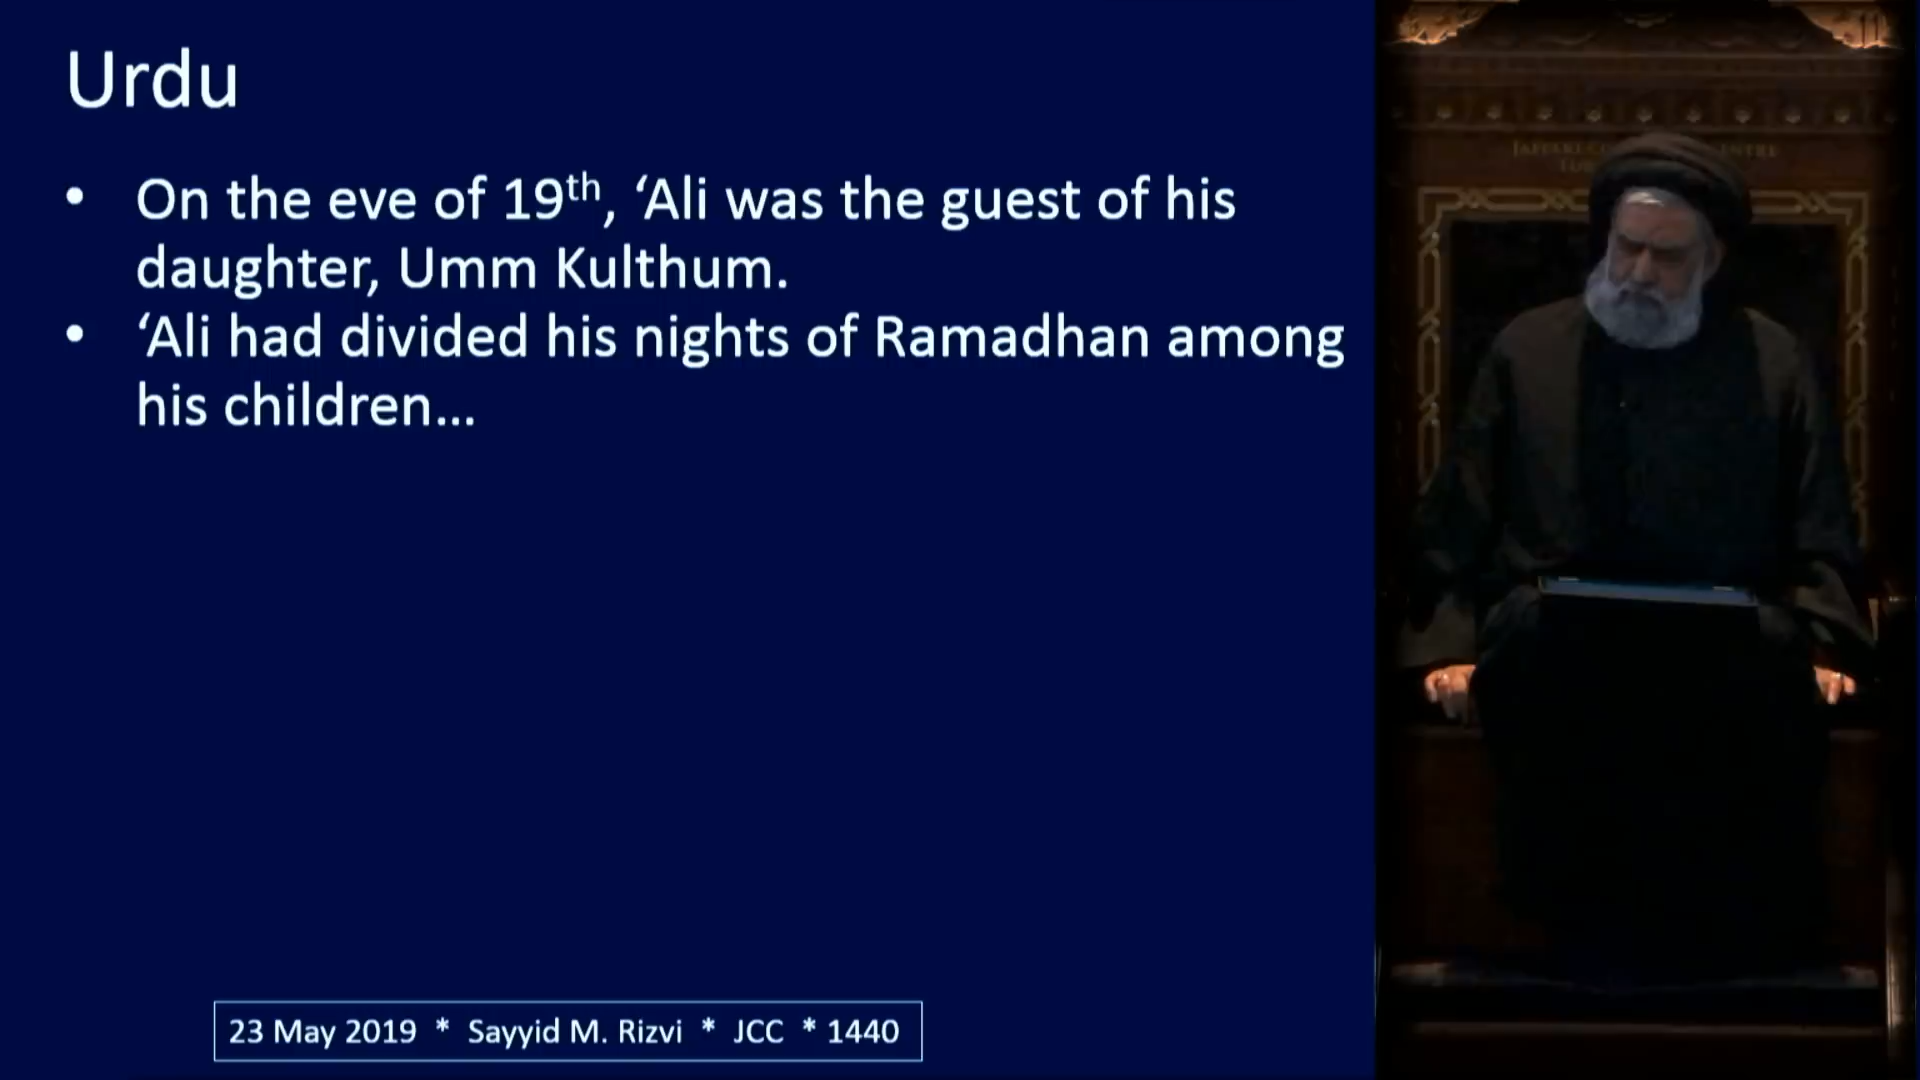 Urdu
• On the eve of 19th, ‘Ali was the guest of his
daughter, Umm Kulthum.
• ‘Ali had divided his nights of Ramadhan among
his children…
23 May 2019 * Sayyid M. Rizvi * JCC * 1440